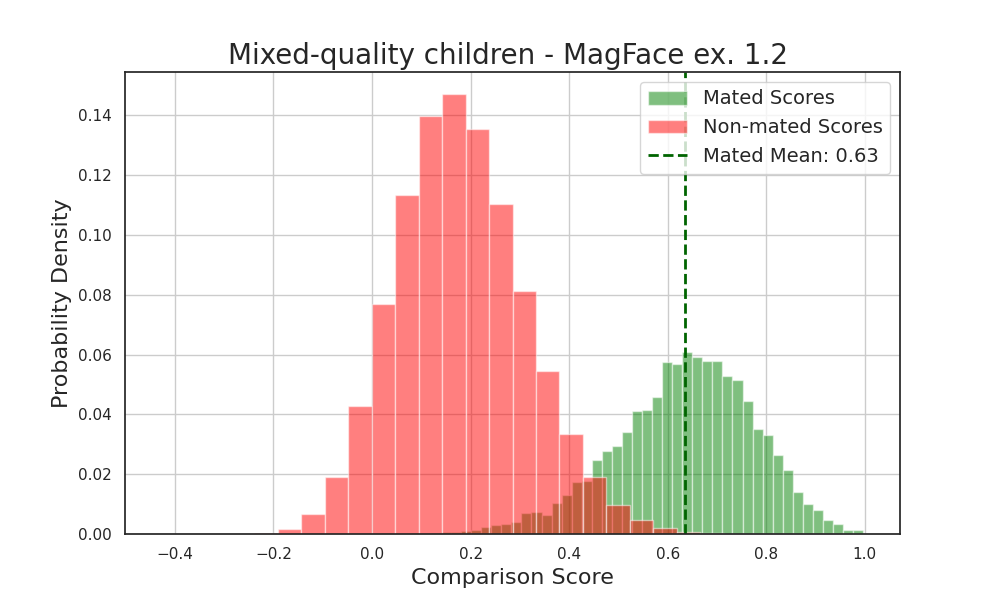 Mixed-quality children - MagFace ex. 1.2
Mated Scores
Non-mated Scores
Mated Mean: 0.63
Probability Density
0.14
0.12
0.10
0.08
0.06
0.04
0.02
0.00
−0.4 −0.2 0.0 0.2 0.4 0.6 0.8 1.0
Comparison Score